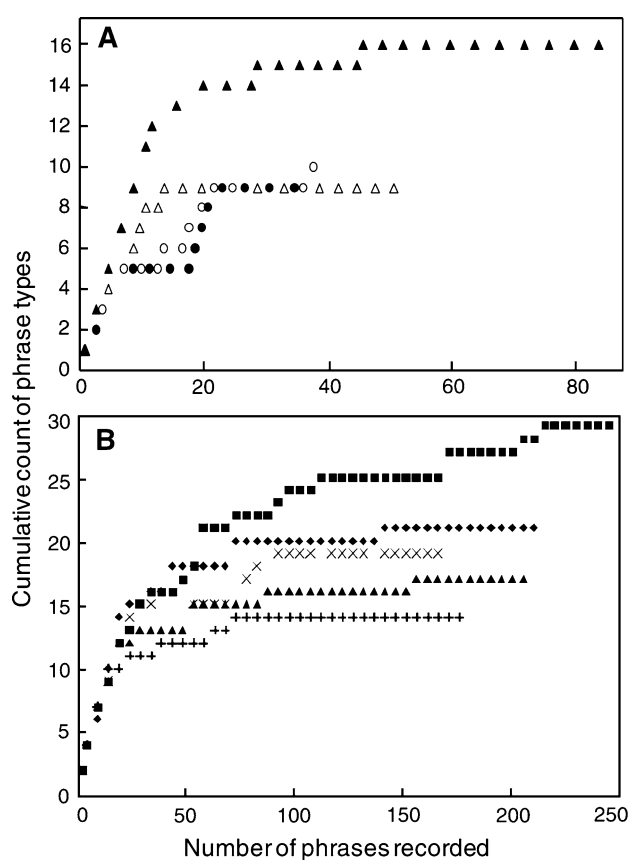 A
16
14
12
10
8
6
4
2
0
0 20 40 60 80
Cumulative count of phrase types
B
30
25
20
15
10
5
0
0 50 100 150 200 250
Number of phrases recorded